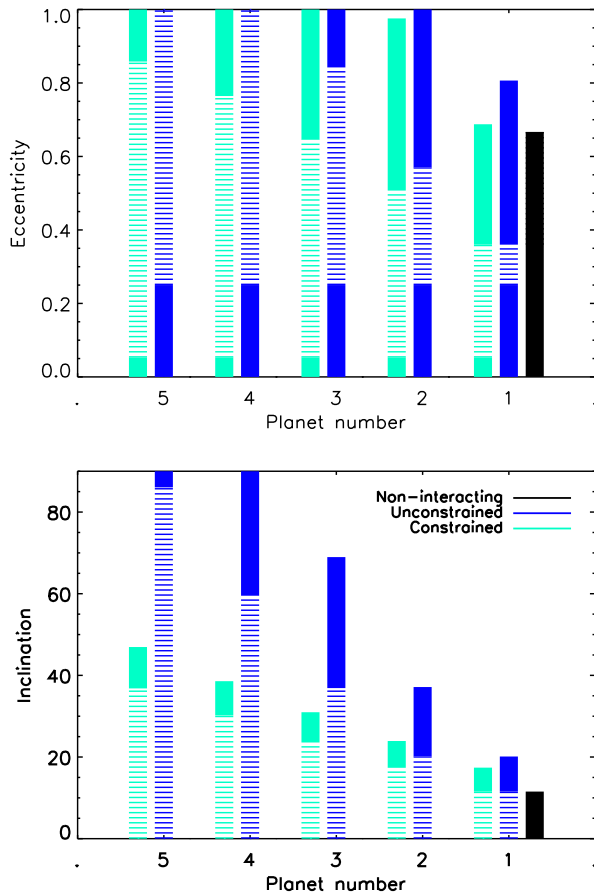 1.0
0.8
0.6
0.4
0.2
0.0
Eccentricity
. 5 4 3 2 1 .
Planet number
80
60
40
20
0
Inclination
Non-interacting
Unconstrained
Constrained
. 5 4 3 2 1 .
Planet number